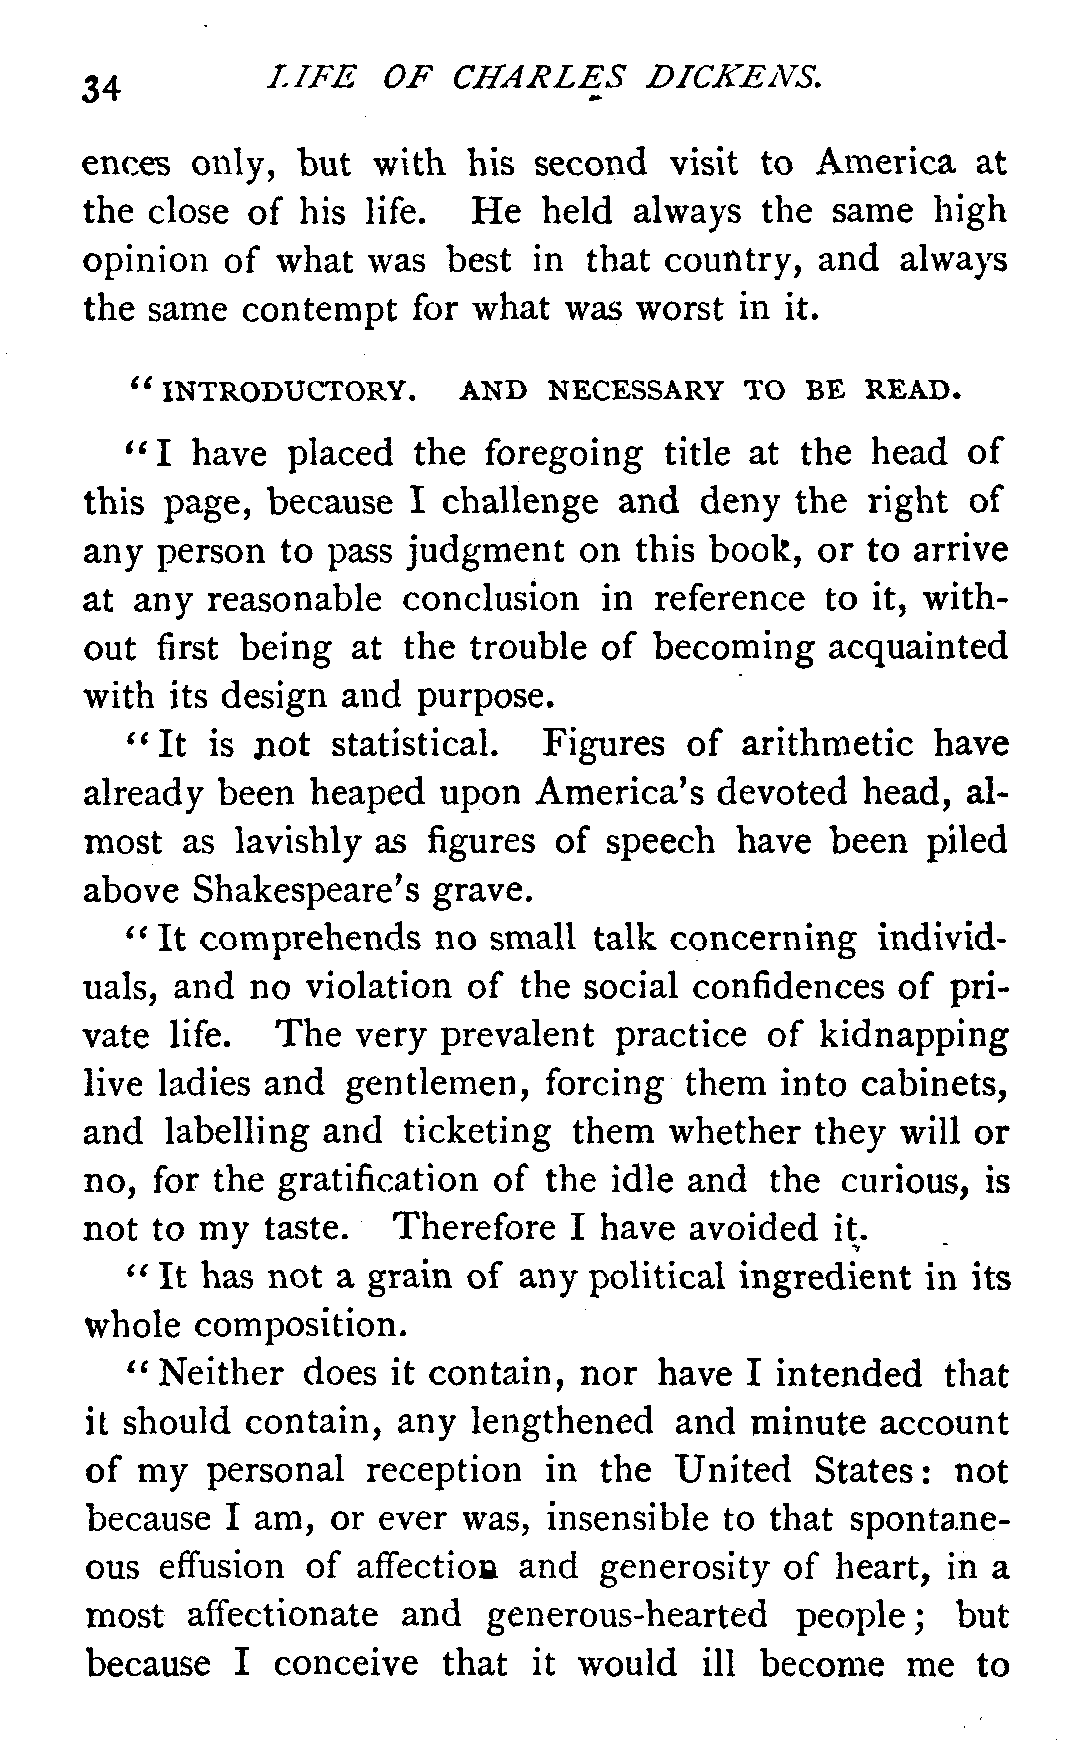 34 LIFE OF CHARLES DICKENS.
ences only, but with his second visit to America at
the close of his life. He held always the same high
opinion of what was best in that country, and always
the same contempt for what was worst in it.
“INTRODUCTORY. AND NECESSARY TO BE READ.
“I have placed the foregoing title at the head of
this page, because I challenge and deny the right of
any person to pass judgment on this book, or to arrive
at any reasonable conclusion in reference to it, with-
out first being at the trouble of becoming acquainted
with its design and purpose.
“It is not statistical. Figures of arithmetic have
already been heaped upon America's devoted head, al-
most as lavishly as figures of speech have been piled
above Shakespeare's grave.
“It comprehends no small talk concerning individ-
uals, and no violation of the social confidences of pri-
vate life. The very prevalent practice of kidnapping
live ladies and gentlemen, forcing them into cabinets,
and labelling and ticketing them whether they will or
no, for the gratification of the idle and the curious, is
not to my taste. Therefore I have avoided it.
“It has not a grain of any political ingredient in its
whole composition.
“Neither does it contain, nor have I intended that
it should contain, any lengthened and minute account
of my personal reception in the United States: not
because I am, or ever was, insensible to that spontane-
ous effusion of affection and generosity of heart, in a
most affectionate and generous-hearted people; but
because I conceive that it would ill become me to